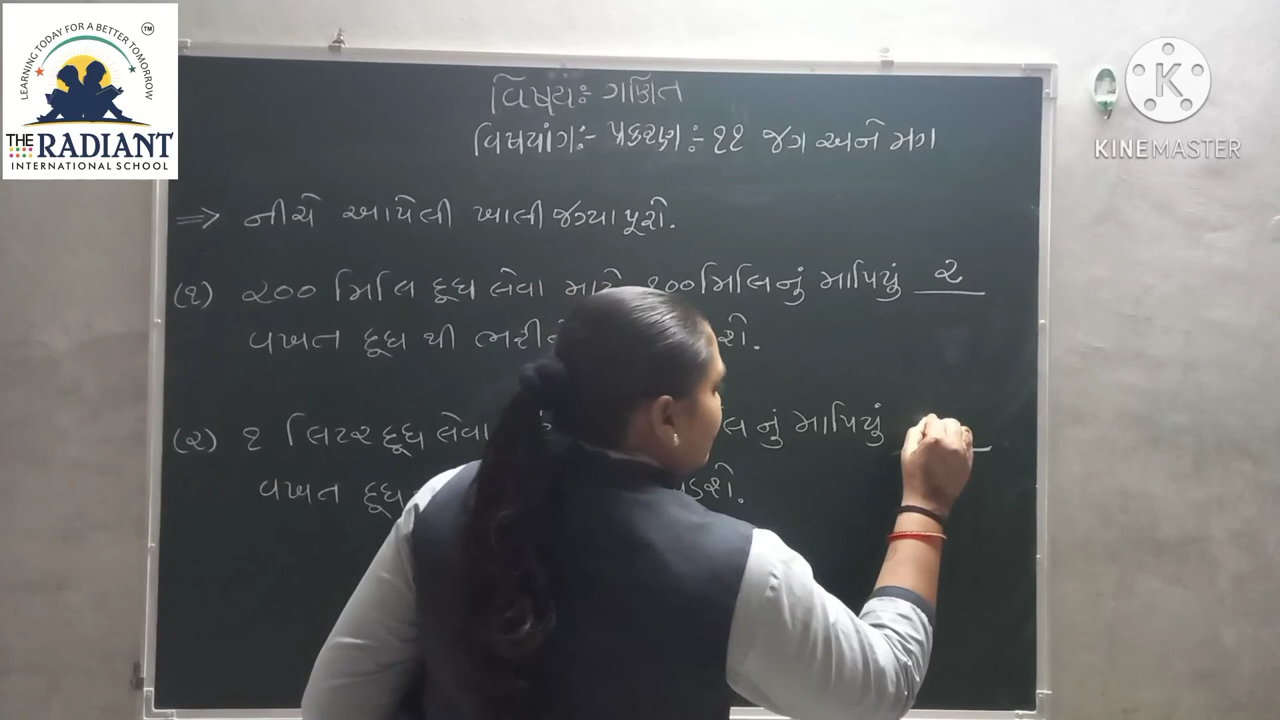 LEARNING TODAY FOR A BETTER TOMORROW
TM
THE RADIANT
INTERNATIONAL SCHOOL
K
KINEMASTER
વિષયઃ ગણિત
વિષયાંગઃ- પ્રકરણઃ- ૧૧ જગ અને મગ
⇒ નીચે આપેલી ખાલી જગ્યા પૂરો.
(૧) ૨૦૦ મિલિ દૂધ લેવા માટે ૧૦૦ મિલિનું માપિયું ૨
વખત દૂધ થી
(૨) ૧ લિટર દૂધ લેવા નું માપિયું
વખત દૂધ પડશે.